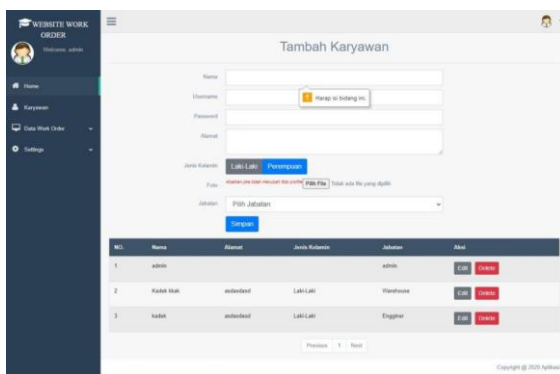 WEBSITE WORK
ORDER
Welcome, admin
Home
Karyawan
Data Work Order
Settings
Tambah Karyawan
Nama
Username
Harap isi bidang ini.
Password
Alamat
Jenis Kelamin
Laki-Laki Perempuan
Foto
Pilih File Tidak ada file yang dipilih
Jabatan
Pilih Jabatan
Simpan
NO. Nama Alamat Jenis Kelamin Jabatan Aksi
1 admin admin Edit Delete
2 Kadek Laki-Laki Warehouse Edit Delete
3 kadek Laki-Laki Engginer Edit Delete
Previous 1 Next
Copyright @ 2020 Aplikasi